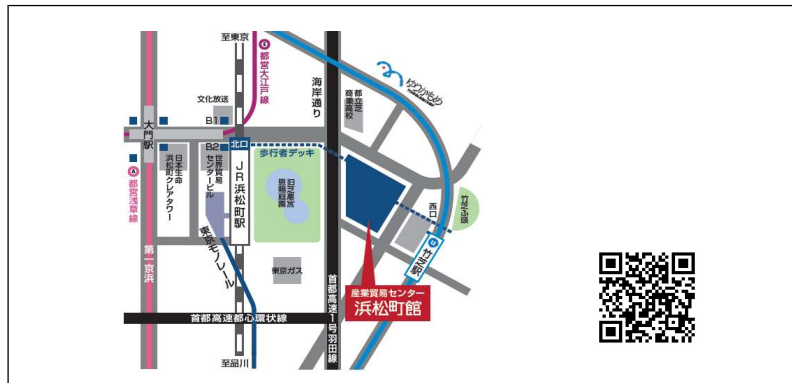 至東京
都営大江戸線
海岸通り
文化放送
都立芝
商業高校
ゆりかもめ
大門駅
B1
B2
北口
歩行者デッキ
日本生命
浜松町クレアタワー
世界貿易
センタービル
JR浜松町駅
旧芝離宮
恩賜庭園
A
都営浅草線
西口
竹芝ふ頭
竹芝駅
東京モノレール
第一京浜
東京ガス
産業貿易センター
浜松町館
首都高速都心環状線
首都高速1号羽田線
至品川